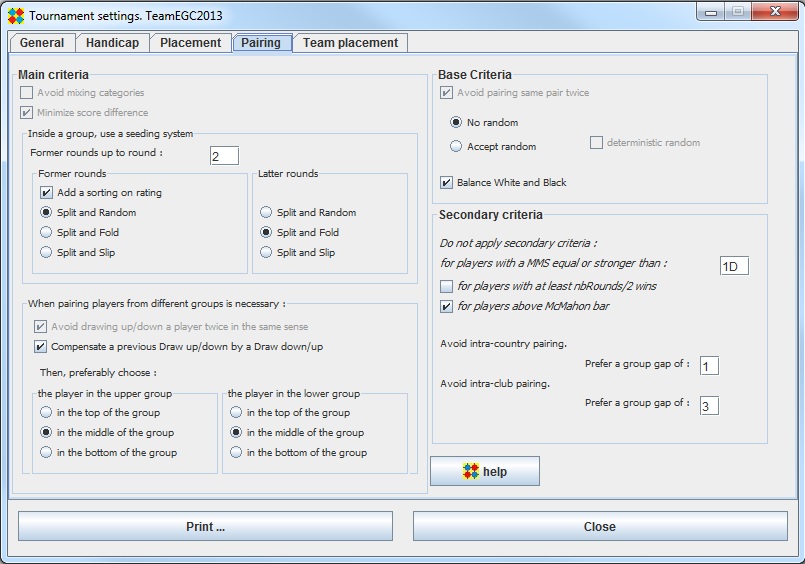 Tournament settings. TeamEGC2013
General Handicap Placement Pairing Team placement
Main criteria
Avoid mixing categories
Minimize score difference
Inside a group, use a seeding system
Former rounds up to round : 2
Former rounds
Add a sorting on rating
Split and Random
Split and Fold
Split and Slip
Latter rounds
Split and Random
Split and Fold
Split and Slip
When pairing players from different groups is necessary :
Avoid drawing up/down a player twice in the same sense
Compensate a previous Draw up/down by a Draw down/up
Then, preferably choose :
the player in the upper group
in the top of the group
in the middle of the group
in the bottom of the group
the player in the lower group
in the top of the group
in the middle of the group
in the bottom of the group
Base Criteria
Avoid pairing same pair twice
No random
Accept random
deterministic random
Balance White and Black
Secondary criteria
Do not apply secondary criteria :
for players with a MMS equal or stronger than : 1D
for players with at least nbRounds/2 wins
for players above McMahon bar
Avoid intra-country pairing.
Prefer a group gap of : 1
Avoid intra-club pairing.
Prefer a group gap of : 3
help
Print ...
Close